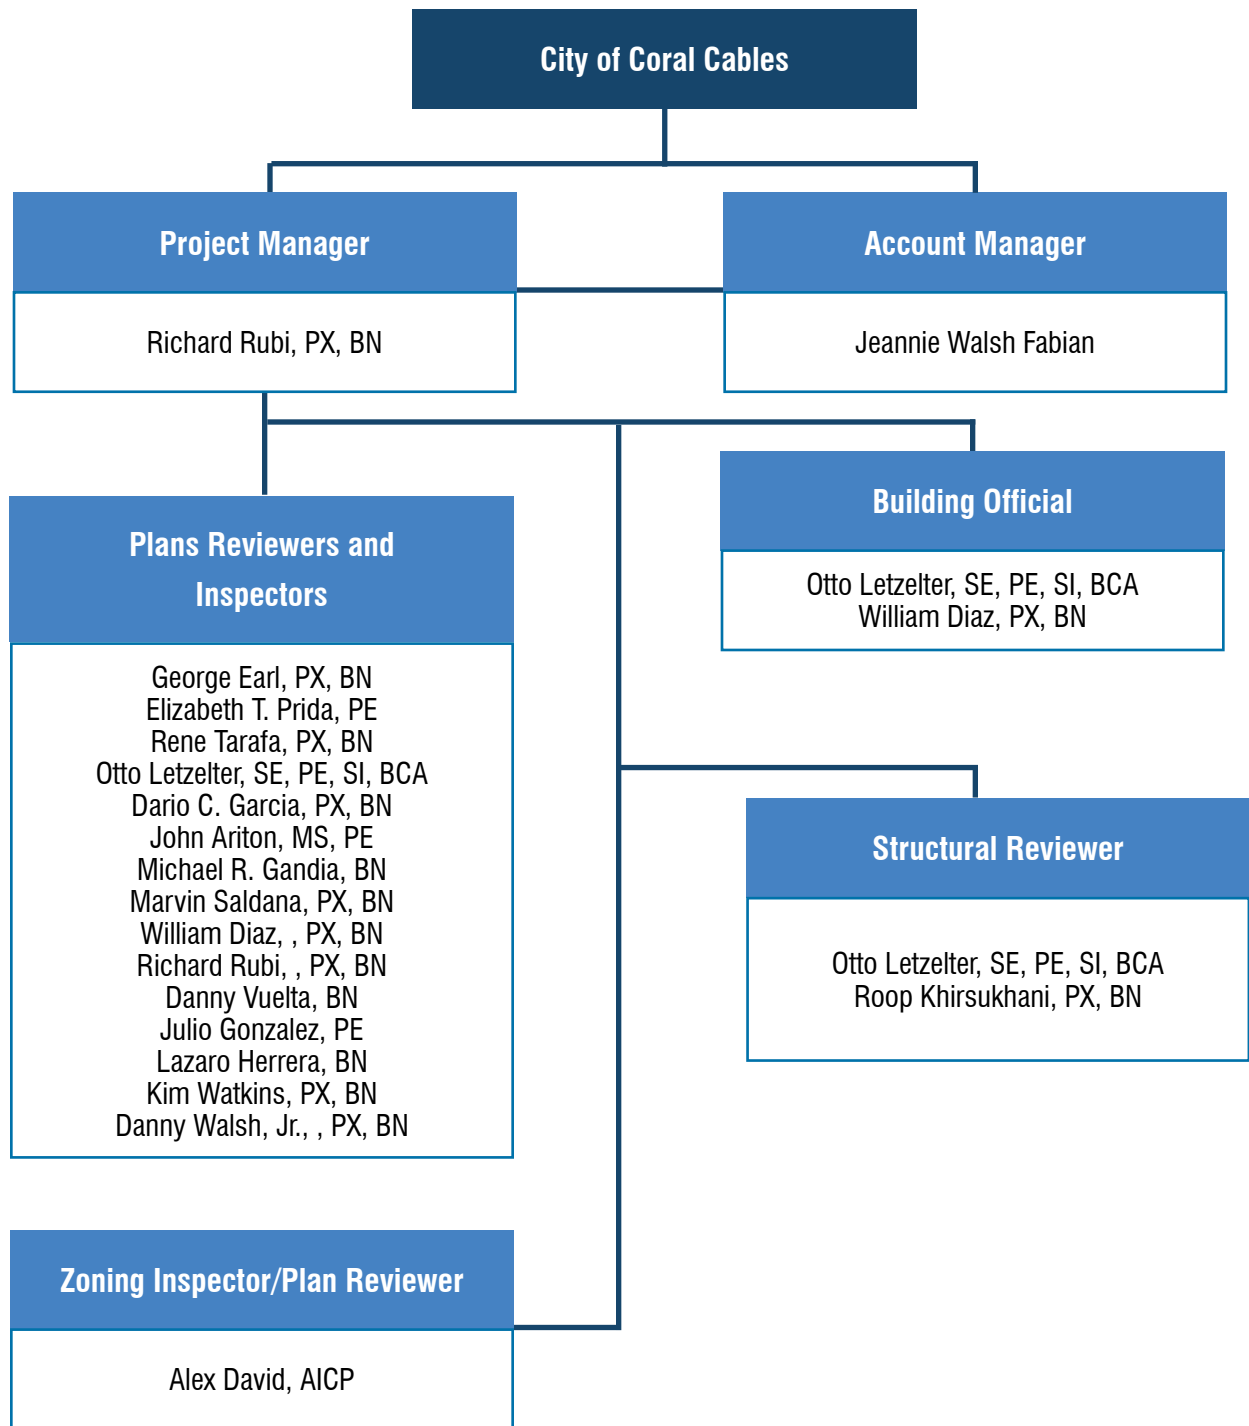 City of Coral Cables
Project Manager
Richard Rubi, PX, BN
Account Manager
Jeannie Walsh Fabian
Plans Reviewers and
Inspectors
George Earl, PX, BN
Elizabeth T. Prida, PE
Rene Tarafa, PX, BN
Otto Letzelter, SE, PE, SI, BCA
Dario C. Garcia, PX, BN
John Ariton, MS, PE
Michael R. Gandia, BN
Marvin Saldana, PX, BN
William Diaz, , PX, BN
Richard Rubi, , PX, BN
Danny Vuelta, BN
Julio Gonzalez, PE
Lazaro Herrera, BN
Kim Watkins, PX, BN
Danny Walsh, Jr., , PX, BN
Building Official
Otto Letzelter, SE, PE, SI, BCA
William Diaz, PX, BN
Structural Reviewer
Otto Letzelter, SE, PE, SI, BCA
Roop Khirsukhani, PX, BN
Zoning Inspector/Plan Reviewer
Alex David, AICP